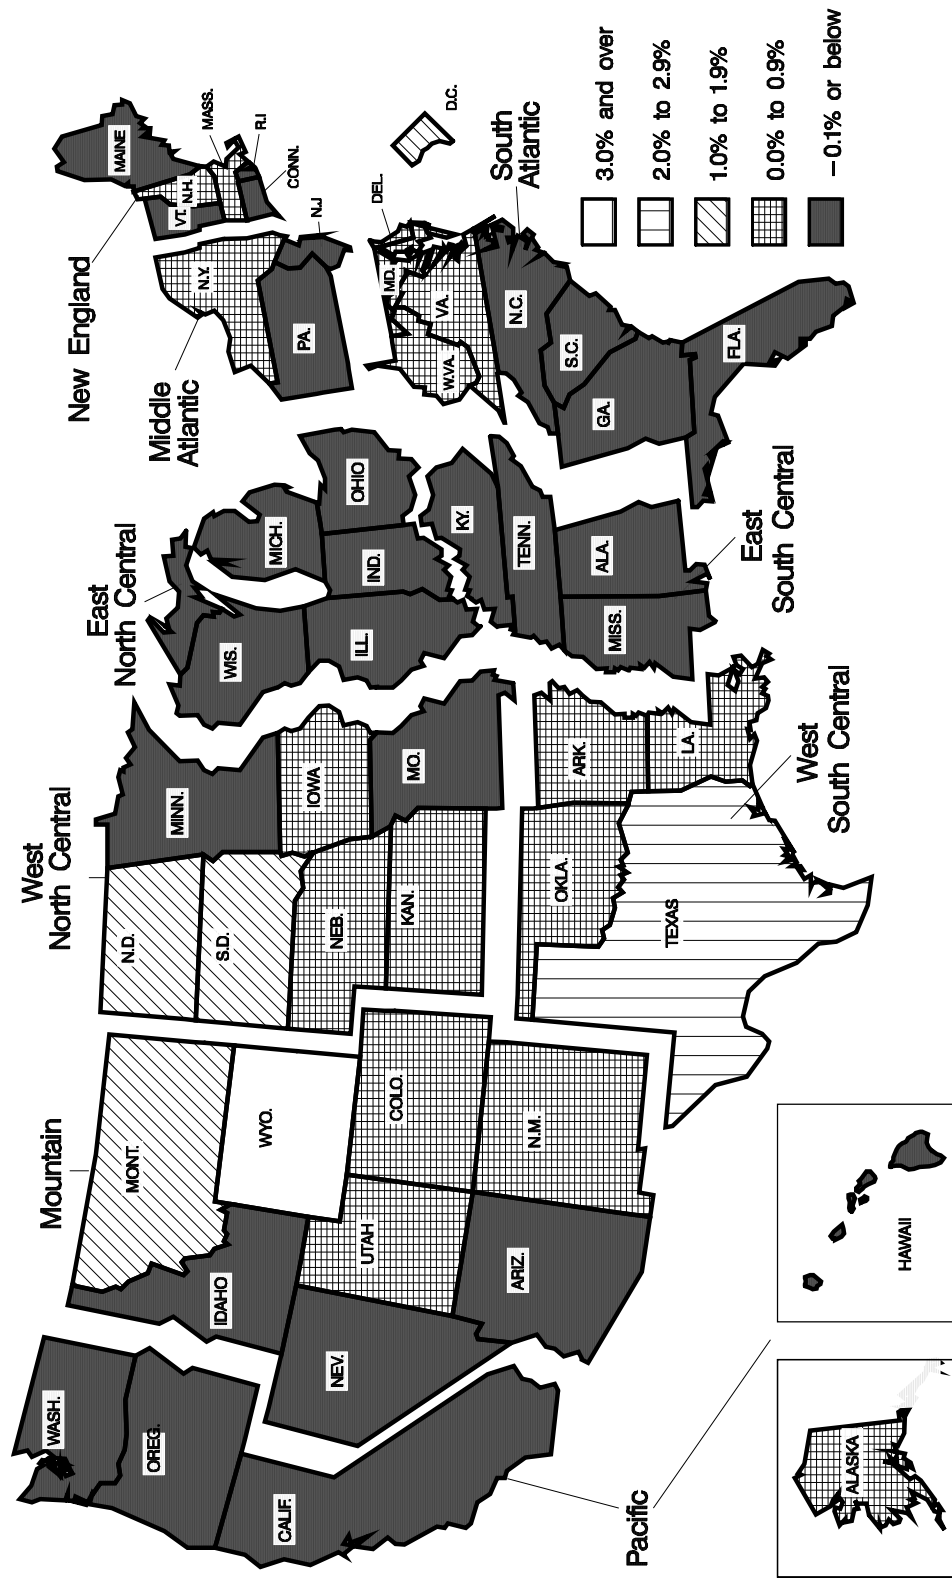 New England
Middle
Atlantic
East
North Central
West
North Central
Mountain
Pacific
South
Atlantic
East
South Central
West
South Central
WASH.
OREG.
CALIF.
NEV.
IDAHO
MONT.
WYO.
UTAH
COLO.
ARIZ.
N.M.
N.D.
S.D.
NEB.
KAN.
MINN.
IOWA
MO.
OKLA.
ARK.
TEXAS
LA.
WIS.
MICH.
ILL.
IND.
OHIO
KY.
TENN.
MISS.
ALA.
MAINE
VT.
N.H.
MASS.
R.I
CONN.
N.Y.
N.J
PA.
DEL.
MD.
D.C.
VA.
W.VA.
N.C.
S.C.
GA.
FLA.
ALASKA
HAWAII
3.0% and over
2.0% to 2.9%
1.0% to 1.9%
0.0% to 0.9%
−0.1% or below